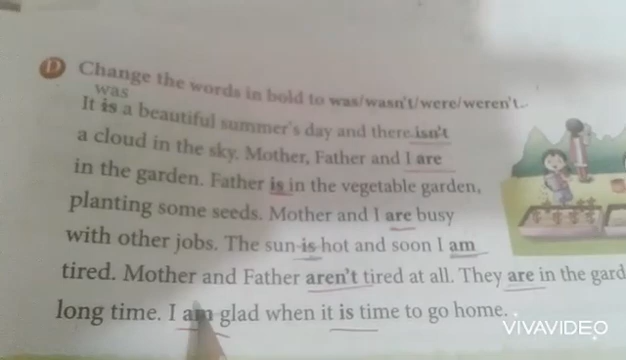 D Change the words in bold to was/wasn't/were/weren't.
was
It is a beautiful summer's day and there isn't
a cloud in the sky. Mother, Father and I are
in the garden. Father is in the vegetable garden,
planting some seeds. Mother and I are busy
with other jobs. The sun is hot and soon I am
tired. Mother and Father aren't tired at all. They are in the gard
long time. I am glad when it is time to go home.
VIVAVIDEO